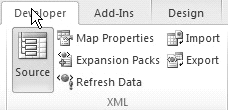 Developer Add-Ins Design
Map Properties Import
Expansion Packs Export
Source Refresh Data
XML